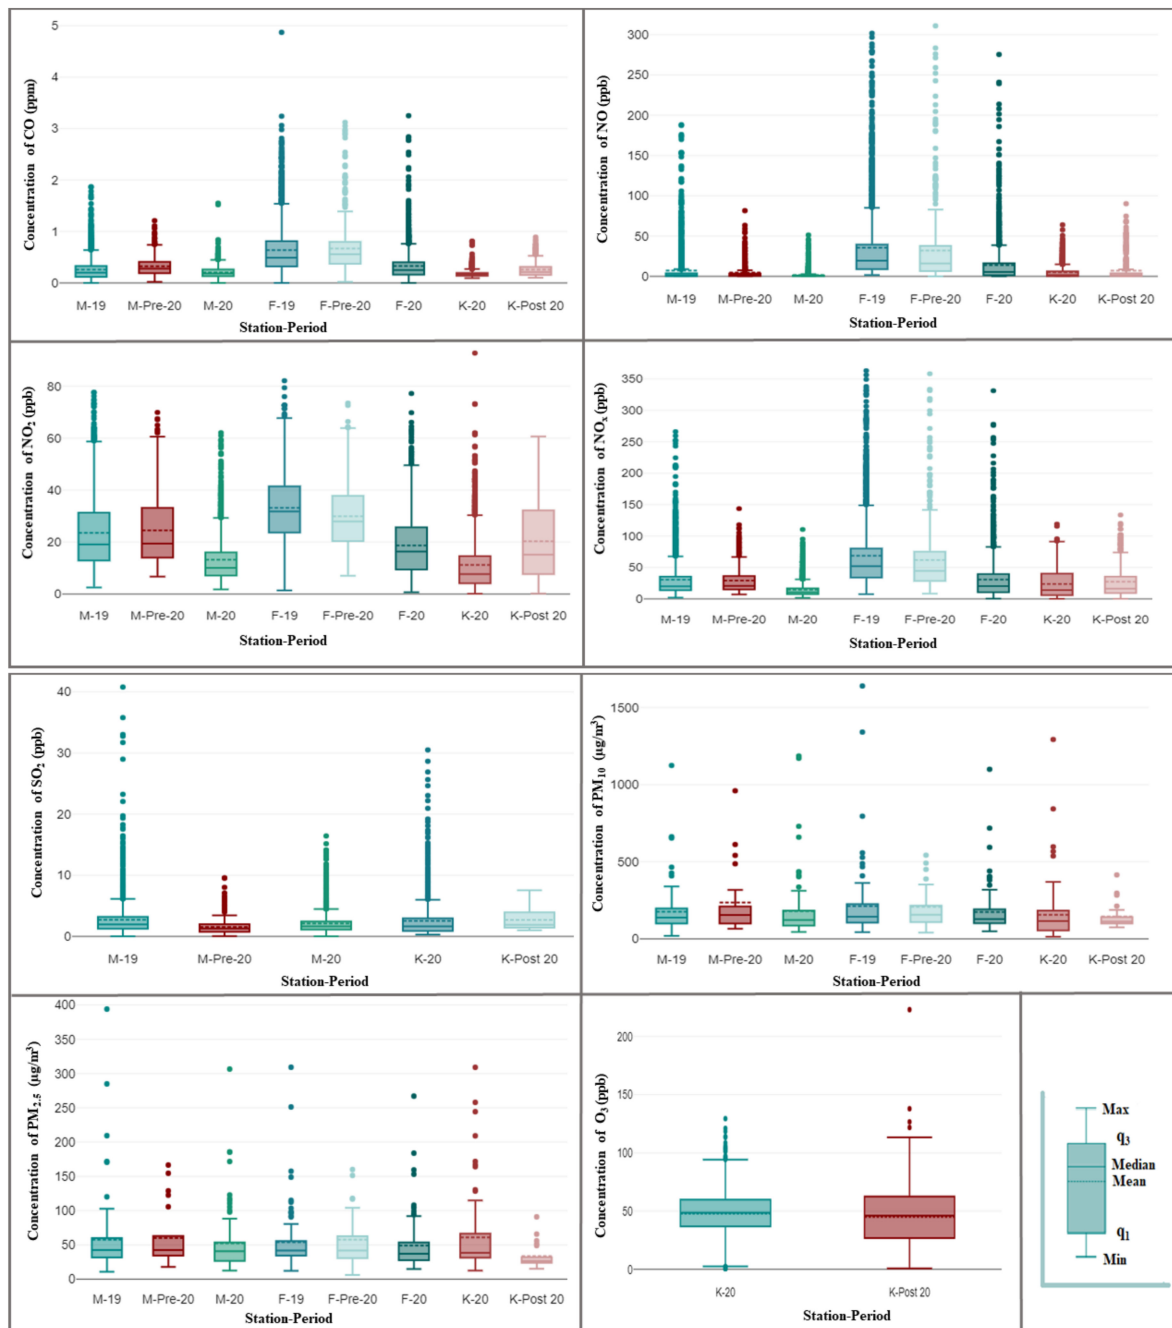 Concentration of CO (ppm)
5
4
3
2
1
0
M-19 M-Pre-20 M-20 F-19 F-Pre-20 F-20 K-20 K-Post 20
Station-Period
Concentration of NO (ppb)
300
250
200
150
100
50
0
M-19 M-Pre-20 M-20 F-19 F-Pre-20 F-20 K-20 K-Post 20
Station-Period
Concentration of NO₂ (ppb)
80
60
40
20
0
M-19 M-Pre-20 M-20 F-19 F-Pre-20 F-20 K-20 K-Post 20
Station-Period
Concentration of NOₓ (ppb)
350
300
250
200
150
100
50
0
M-19 M-Pre-20 M-20 F-19 F-Pre-20 F-20 K-20 K-Post 20
Station-Period
Concentration of SO₂ (ppb)
40
30
20
10
0
M-19 M-Pre-20 M-20 K-20 K-Post 20
Station-Period
Concentration of PM₁₀ (µg/m³)
1500
1000
500
0
M-19 M-Pre-20 M-20 F-19 F-Pre-20 F-20 K-20 K-Post 20
Station-Period
Concentration of PM₂.₅ (µg/m³)
400
350
300
250
200
150
100
50
0
M-19 M-Pre-20 M-20 F-19 F-Pre-20 F-20 K-20 K-Post 20
Station-Period
Concentration of O₃ (ppb)
200
150
100
50
0
K-20 K-Post 20
Station-Period
Max
q₃
Median
Mean
q₁
Min